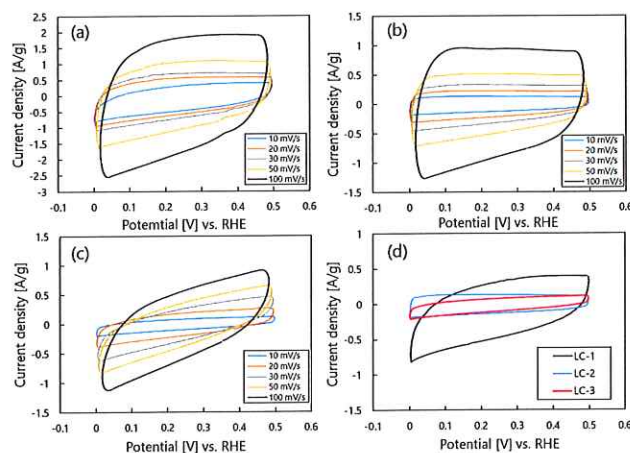 (a)
Current density [A/g]
2.5
2
1.5
1
0.5
0
-0.5
-1
-1.5
-2
-2.5
-3
-0.1 0 0.1 0.2 0.3 0.4 0.5 0.6
Potemtial [V] vs. RHE
10 mV/s
20 mV/s
30 mV/s
50 mV/s
100 mV/s
(b)
Current density [A/g]
1.5
1
0.5
0
-0.5
-1
-1.5
-0.1 0 0.1 0.2 0.3 0.4 0.5 0.6
Potential [V] vs. RHE
10 mV/s
20 mV/s
30 mV/s
50 mV/s
100 mV/s
(c)
Current density [A/g]
1.5
1
0.5
0
-0.5
-1
-1.5
-0.1 0 0.1 0.2 0.3 0.4 0.5 0.6
Potential [V] vs. RHE
10 mV/s
20 mV/s
30 mV/s
50 mV/s
100 mV/s
(d)
Current density [A/g]
1
0.5
0
-0.5
-1
-1.5
-0.1 0 0.1 0.2 0.3 0.4 0.5 0.6
Potential [V] vs. RHE
LC-1
LC-2
LC-3